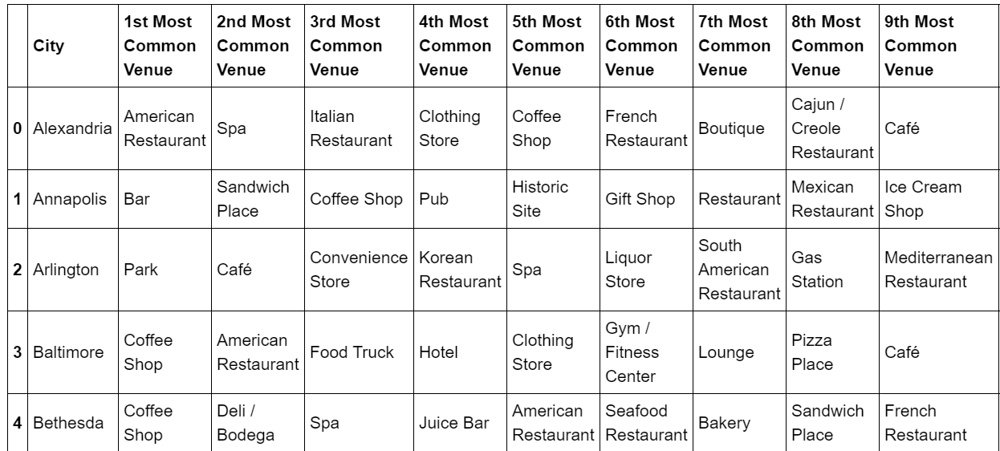 City 1st Most Common Venue 2nd Most Common Venue 3rd Most Common Venue 4th Most Common Venue 5th Most Common Venue 6th Most Common Venue 7th Most Common Venue 8th Most Common Venue 9th Most Common Venue
0 Alexandria American Restaurant Spa Italian Restaurant Clothing Store Coffee Shop French Restaurant Boutique Cajun / Creole Restaurant Café
1 Annapolis Bar Sandwich Place Coffee Shop Pub Historic Site Gift Shop Restaurant Mexican Restaurant Ice Cream Shop
2 Arlington Park Café Convenience Store Korean Restaurant Spa Liquor Store South American Restaurant Gas Station Mediterranean Restaurant
3 Baltimore Coffee Shop American Restaurant Food Truck Hotel Clothing Store Gym / Fitness Center Lounge Pizza Place Café
4 Bethesda Coffee Shop Deli / Bodega Spa Juice Bar American Restaurant Seafood Restaurant Bakery Sandwich Place French Restaurant